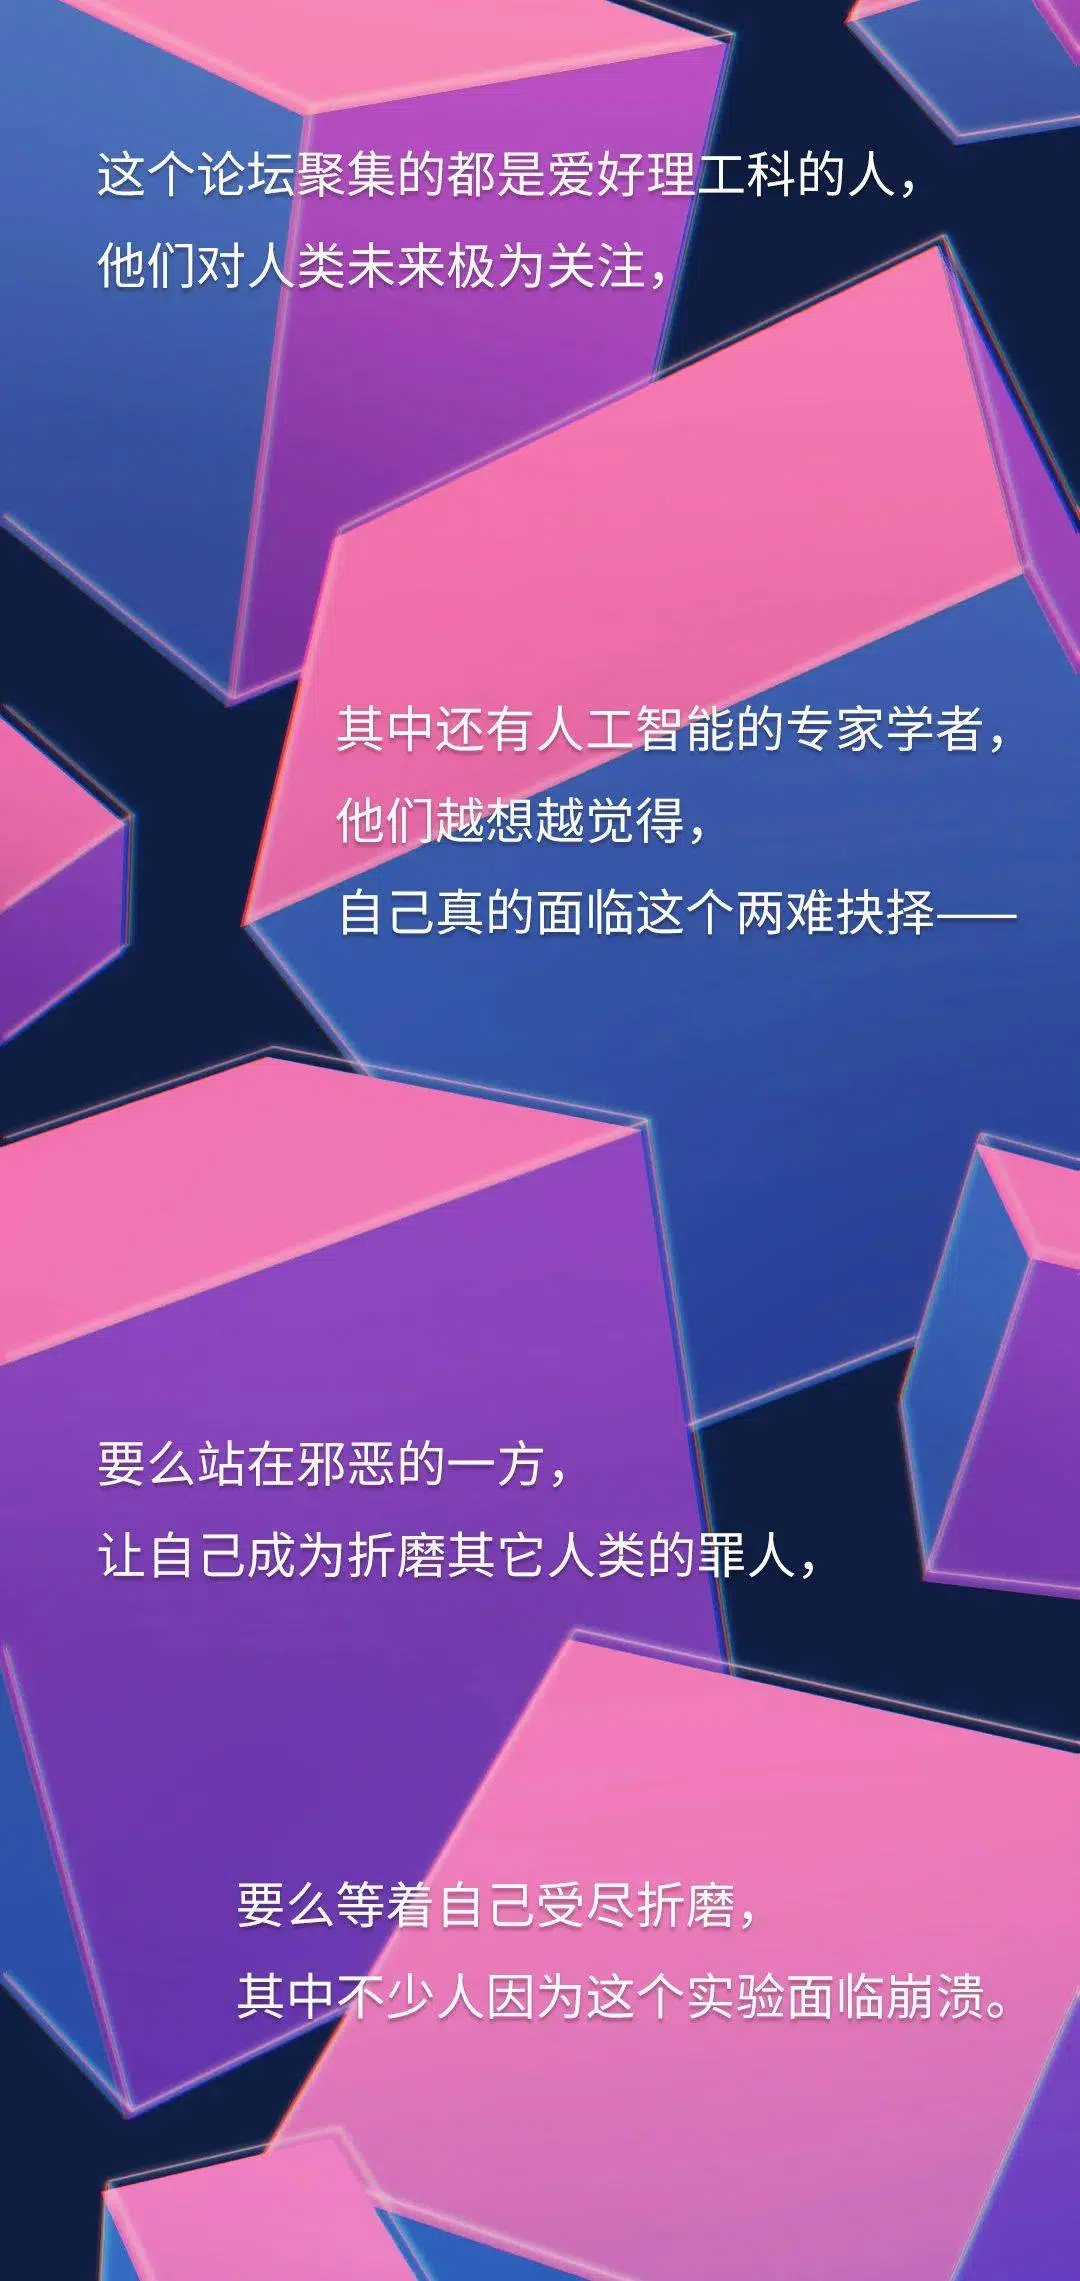 这个论坛聚集的都是爱好理工科的人，
他们对人类未来极为关注，
其中还有人工智能的专家学者，
他们越想越觉得，
自己真的面临这个两难抉择——
要么站在邪恶的一方，
让自己成为折磨其它人类的罪人，
要么等着自己受尽折磨，
其中不少人因为这个实验面临崩溃。